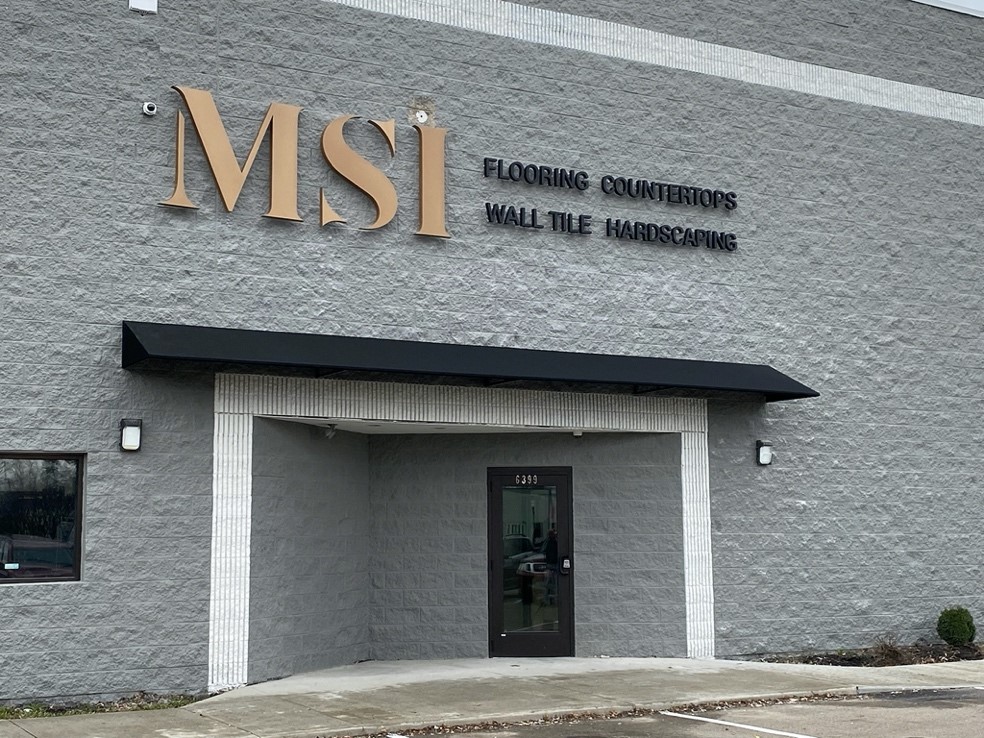 MSI
FLOORING COUNTERTOPS
WALL TILE HARDSCAPING
6399